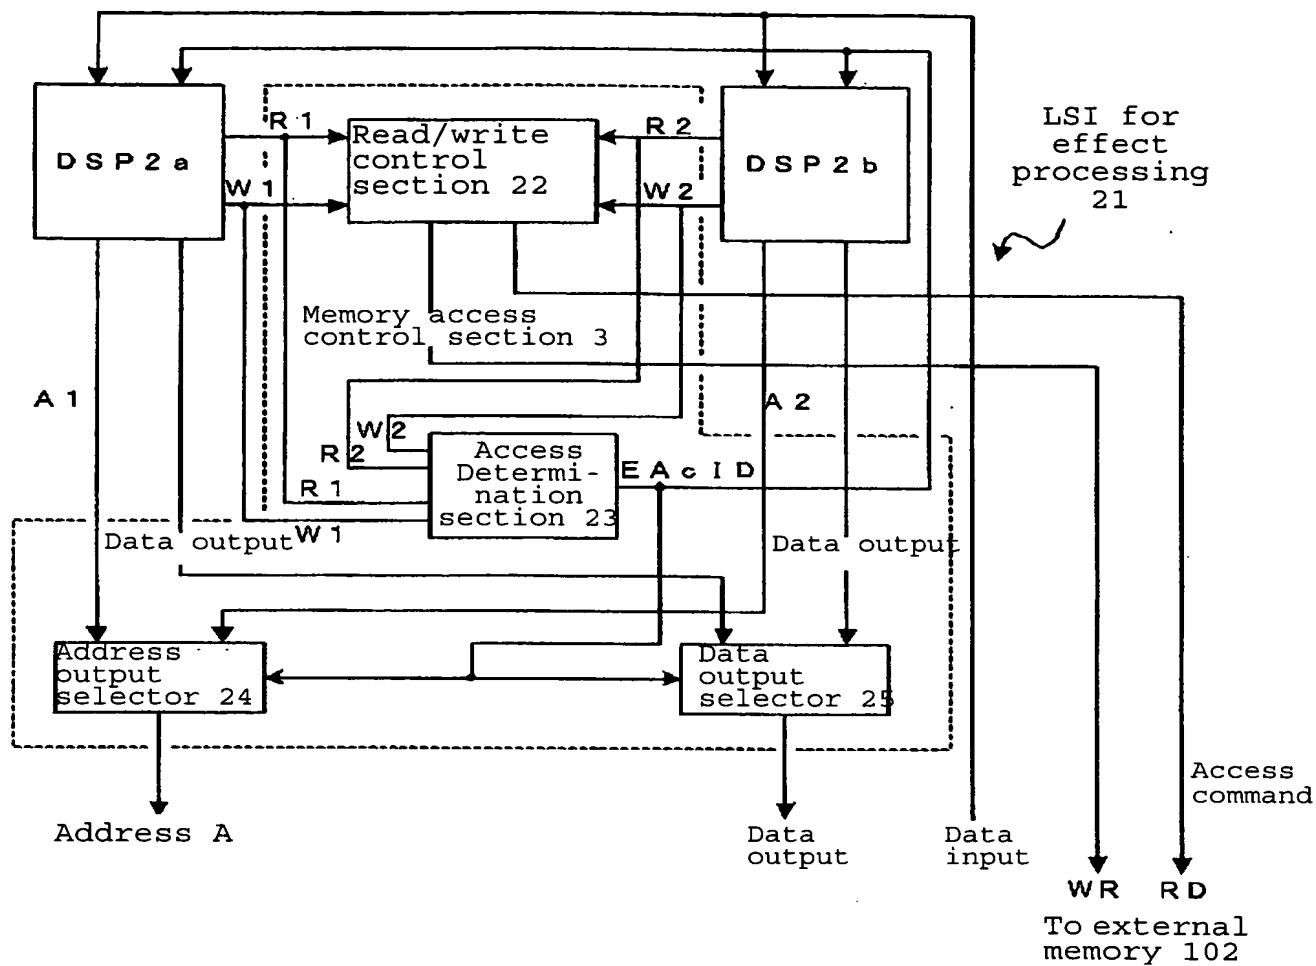 LSI for
effect
processing
21
DSP2a
R1
Read/write
control
section 22
R2
DSP2b
W1
W2
Memory access
control section 3
A1
A2
W2
R2
Access
Determi-
nation
section 23
EAcID
R1
W1
Data output
Data output
Address
output
selector 24
Data
output
selector 25
Access
command
Address A
Data
output
Data
input
WR
RD
To external
memory 102